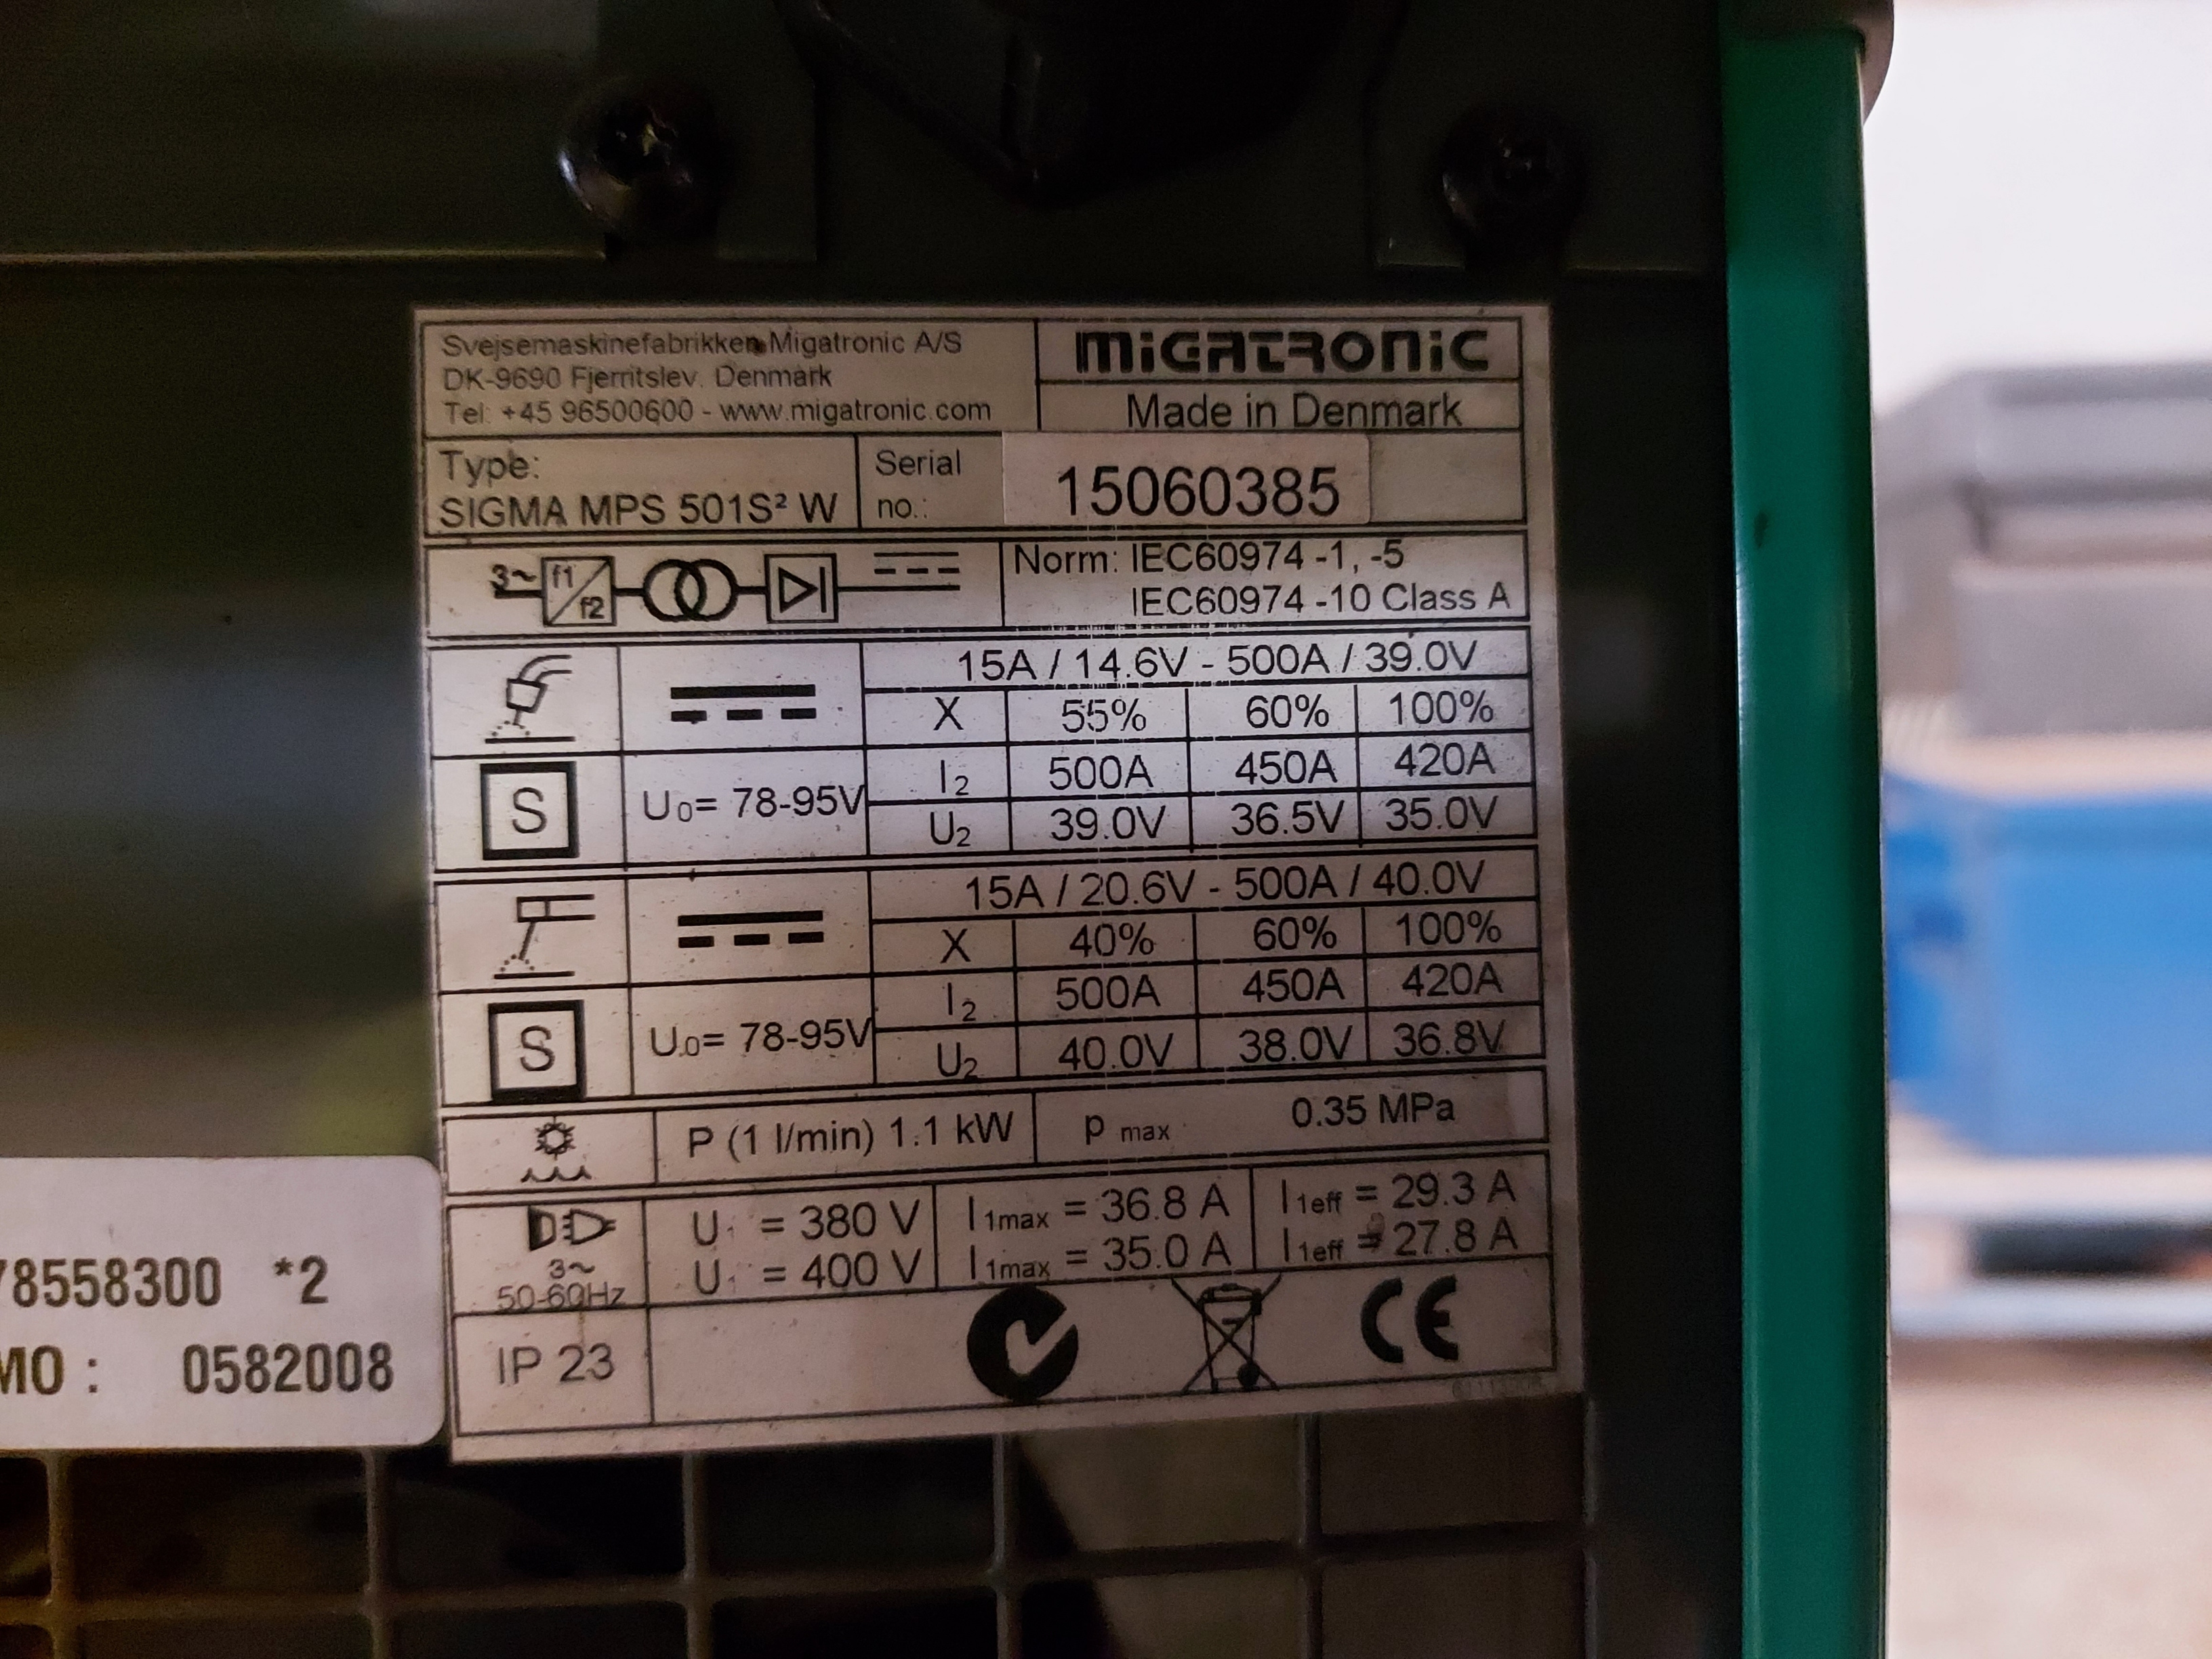 Svejsemaskinefabrikken Migatronic A/S
DK-9690 Fjerritslev. Denmark
Tel: +45 96500600 - www.migatronic.com
MIGATRONIC
Made in Denmark
Type:
SIGMA MPS 501S² W
Serial
no.:
15060385
3~ f1/f2
Norm: IEC60974 -1, -5
IEC60974 -10 Class A
15A / 14.6V - 500A / 39.0V
X 55% 60% 100%
I2 500A 450A 420A
U2 39.0V 36.5V 35.0V
S
U0= 78-95V
15A / 20.6V - 500A / 40.0V
X 40% 60% 100%
I2 500A 450A 420A
U2 40.0V 38.0V 36.8V
S
U0= 78-95V
P (1 l/min) 1.1 kW
p max 0.35 MPa
3~
50-60Hz
U1 = 380 V I1max = 36.8 A I1eff = 29.3 A
U1 = 400 V I1max = 35.0 A I1eff = 27.8 A
IP 23
CE
78558300 *2
MO : 0582008